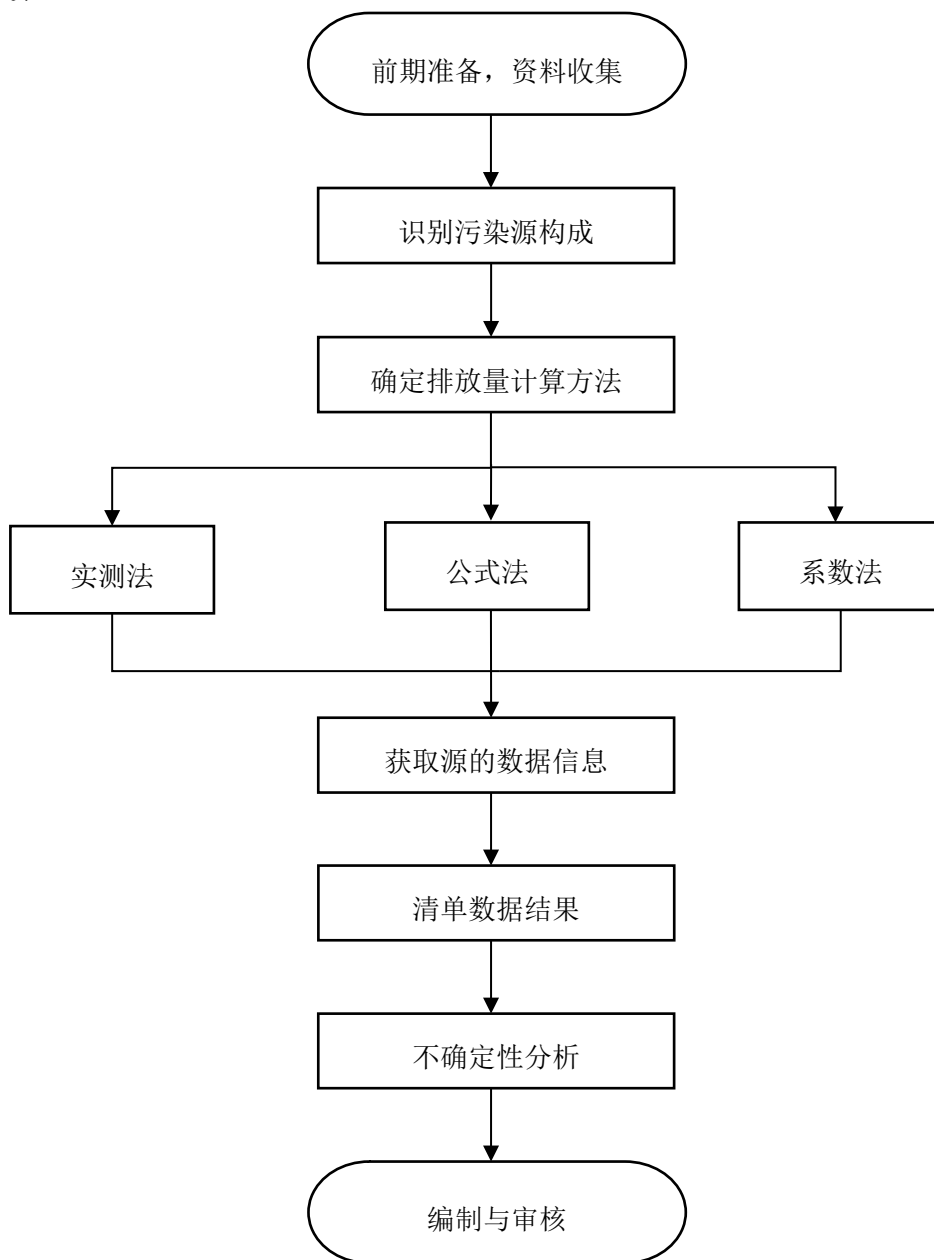 前期准备，资料收集
识别污染源构成
确定排放量计算方法
实测法
公式法
系数法
获取源的数据信息
清单数据结果
不确定性分析
编制与审核